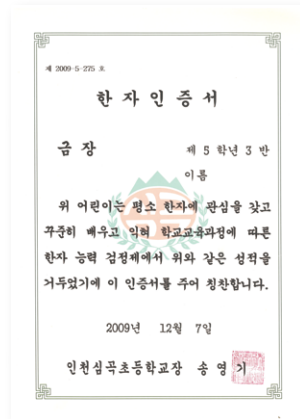 제 2009-5-275 호
한자인증서
금장
제 5 학년 3 반
이름
위 어린이는 평소 한자에 관심을 갖고
꾸준히 배우고 익혀 학교교육과정에 따른
한자 능력 검정제에서 위와 같은 성적을
거두었기에 이 인증서를 주어 칭찬합니다.
2009년 12월 7일
인천심곡초등학교장 송영기